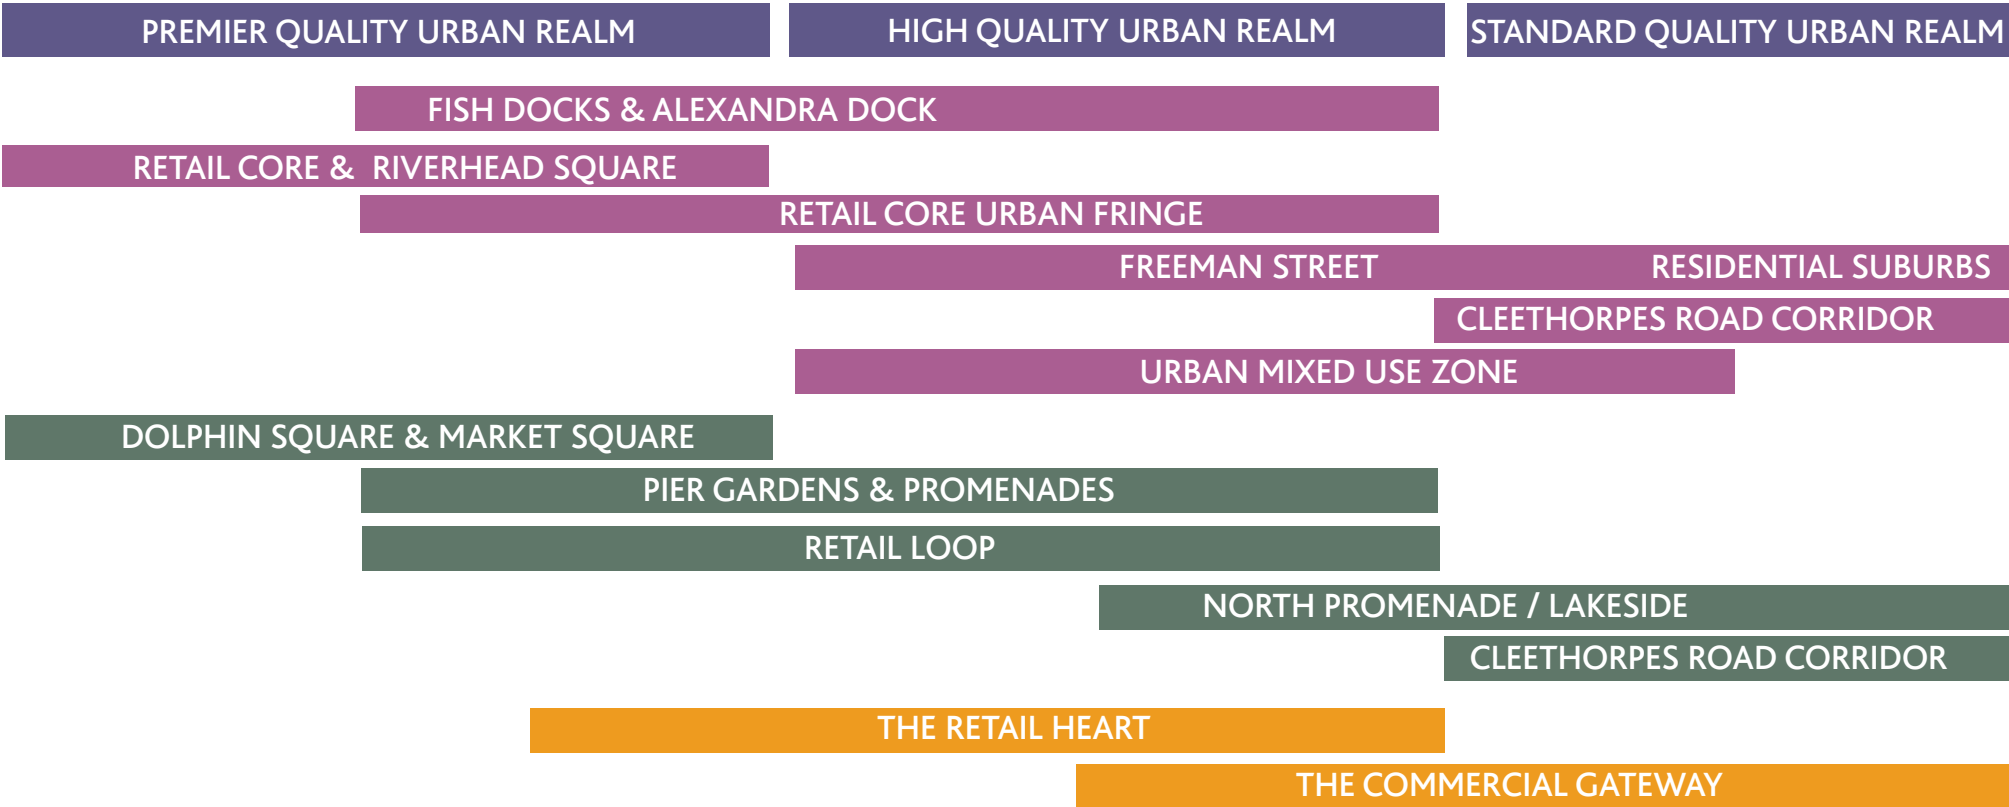 PREMIER QUALITY URBAN REALM
HIGH QUALITY URBAN REALM
STANDARD QUALITY URBAN REALM
FISH DOCKS & ALEXANDRA DOCK
RETAIL CORE & RIVERHEAD SQUARE
RETAIL CORE URBAN FRINGE
FREEMAN STREET
RESIDENTIAL SUBURBS
CLEETHORPES ROAD CORRIDOR
URBAN MIXED USE ZONE
DOLPHIN SQUARE & MARKET SQUARE
PIER GARDENS & PROMENADES
RETAIL LOOP
NORTH PROMENADE / LAKESIDE
CLEETHORPES ROAD CORRIDOR
THE RETAIL HEART
THE COMMERCIAL GATEWAY